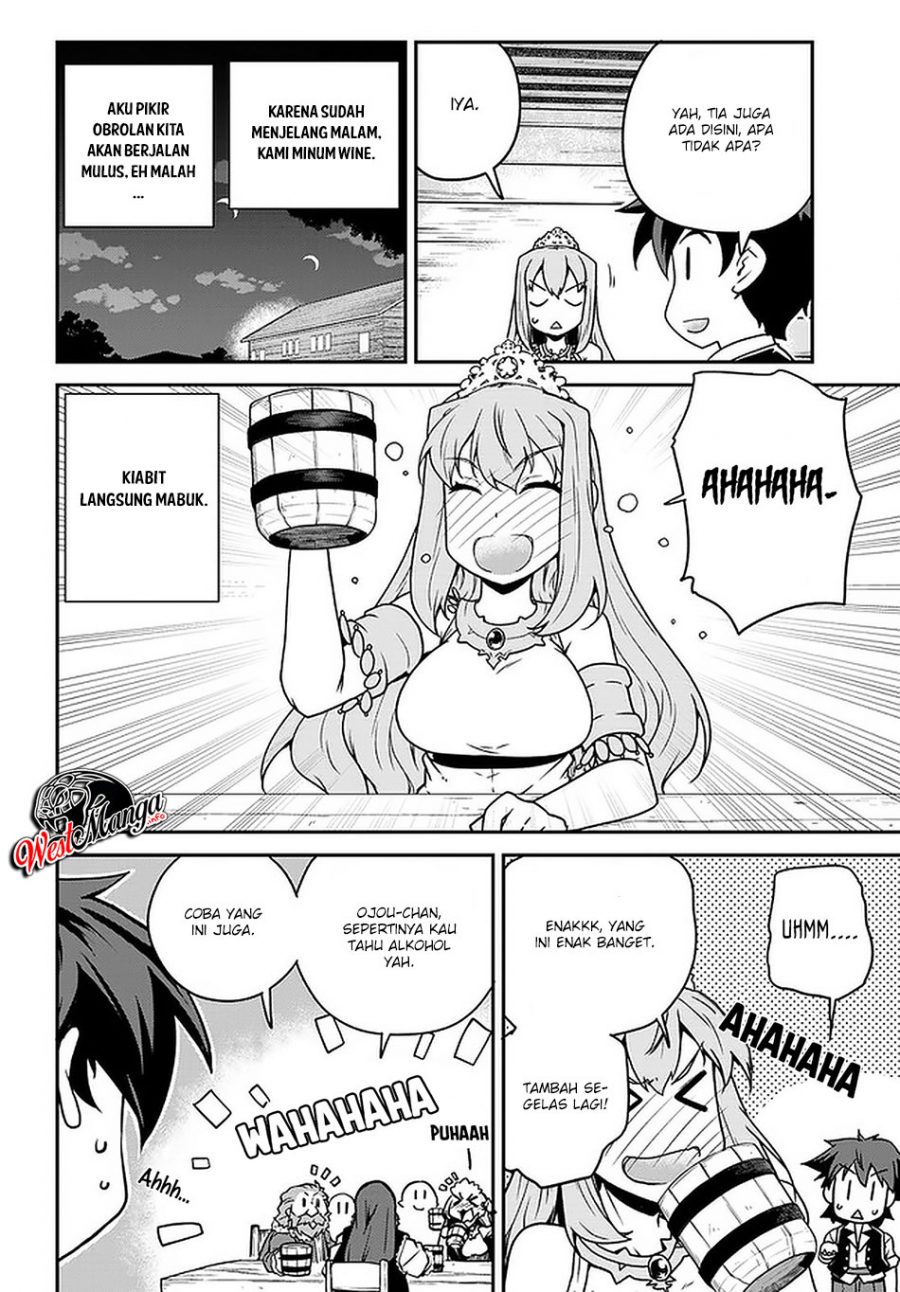 YAH, TIA JUGA
ADA DISINI, APA
TIDAK APA?
IYA.
KARENA SUDAH
MENJELANG MALAM,
KAMI MINUM WINE.
AKU PIKIR
OBROLAN KITA
AKAN BERJALAN
MULUS, EH MALAH
...
AHAHAHA.
KIABIT
LANGSUNG MABUK.
UHMM....
ENAKKK, YANG
INI ENAK BANGET.
AHAHAHA
TAMBAH SE-
GELAS LAGI!
OJOU-CHAN,
SEPERTINYA KAU
TAHU ALKOHOL
YAH.
COBA YANG
INI JUGA.
WAHAHAHA
PUHAAH
Ahhh...
WestManga
.info